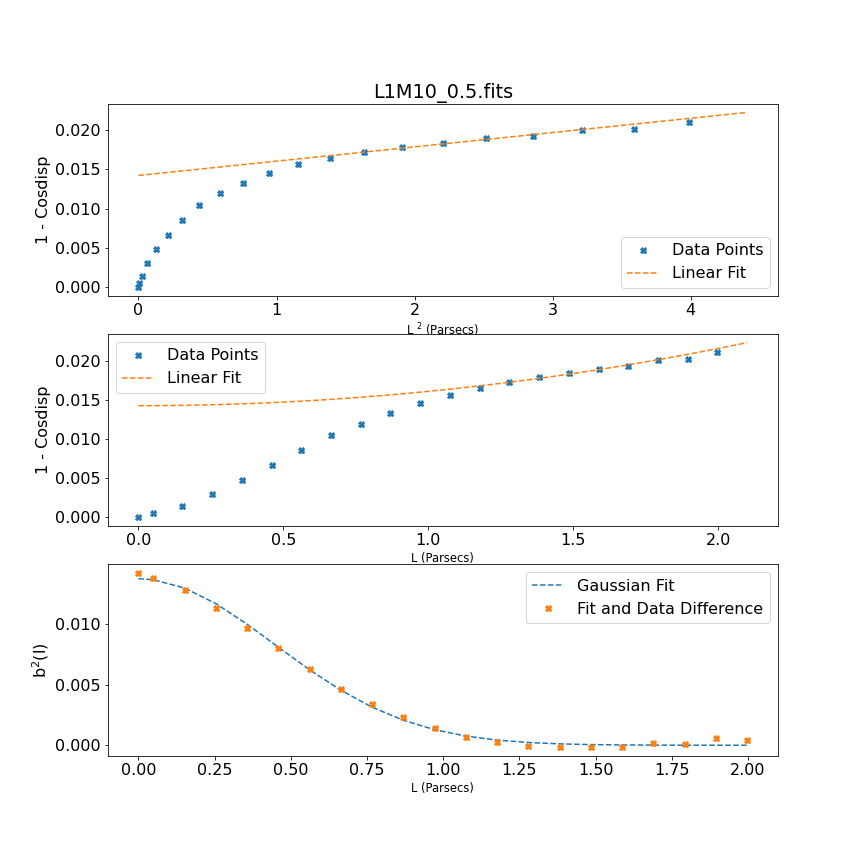 L1M10_0.5.fits
1 - Cosdisp
0.020
0.015
0.010
0.005
0.000
Data Points
Linear Fit
0 1 2 3 4
L ² (Parsecs)
1 - Cosdisp
0.020
0.015
0.010
0.005
0.000
Data Points
Linear Fit
0.0 0.5 1.0 1.5 2.0
L (Parsecs)
b²(l)
0.010
0.005
0.000
Gaussian Fit
Fit and Data Difference
0.00 0.25 0.50 0.75 1.00 1.25 1.50 1.75 2.00
L (Parsecs)